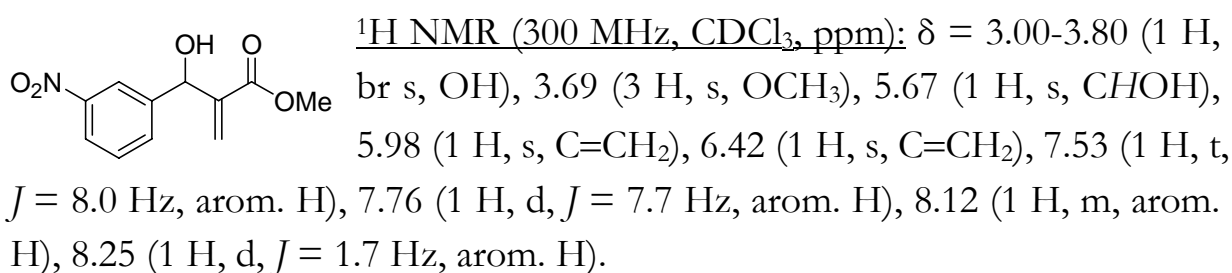 OH O
O₂N
OMe
¹H NMR (300 MHz, CDCl₃, ppm): δ = 3.00-3.80 (1 H,
br s, OH), 3.69 (3 H, s, OCH₃), 5.67 (1 H, s, CHOH),
5.98 (1 H, s, C=CH₂), 6.42 (1 H, s, C=CH₂), 7.53 (1 H, t,
J = 8.0 Hz, arom. H), 7.76 (1 H, d, J = 7.7 Hz, arom. H), 8.12 (1 H, m, arom.
H), 8.25 (1 H, d, J = 1.7 Hz, arom. H).